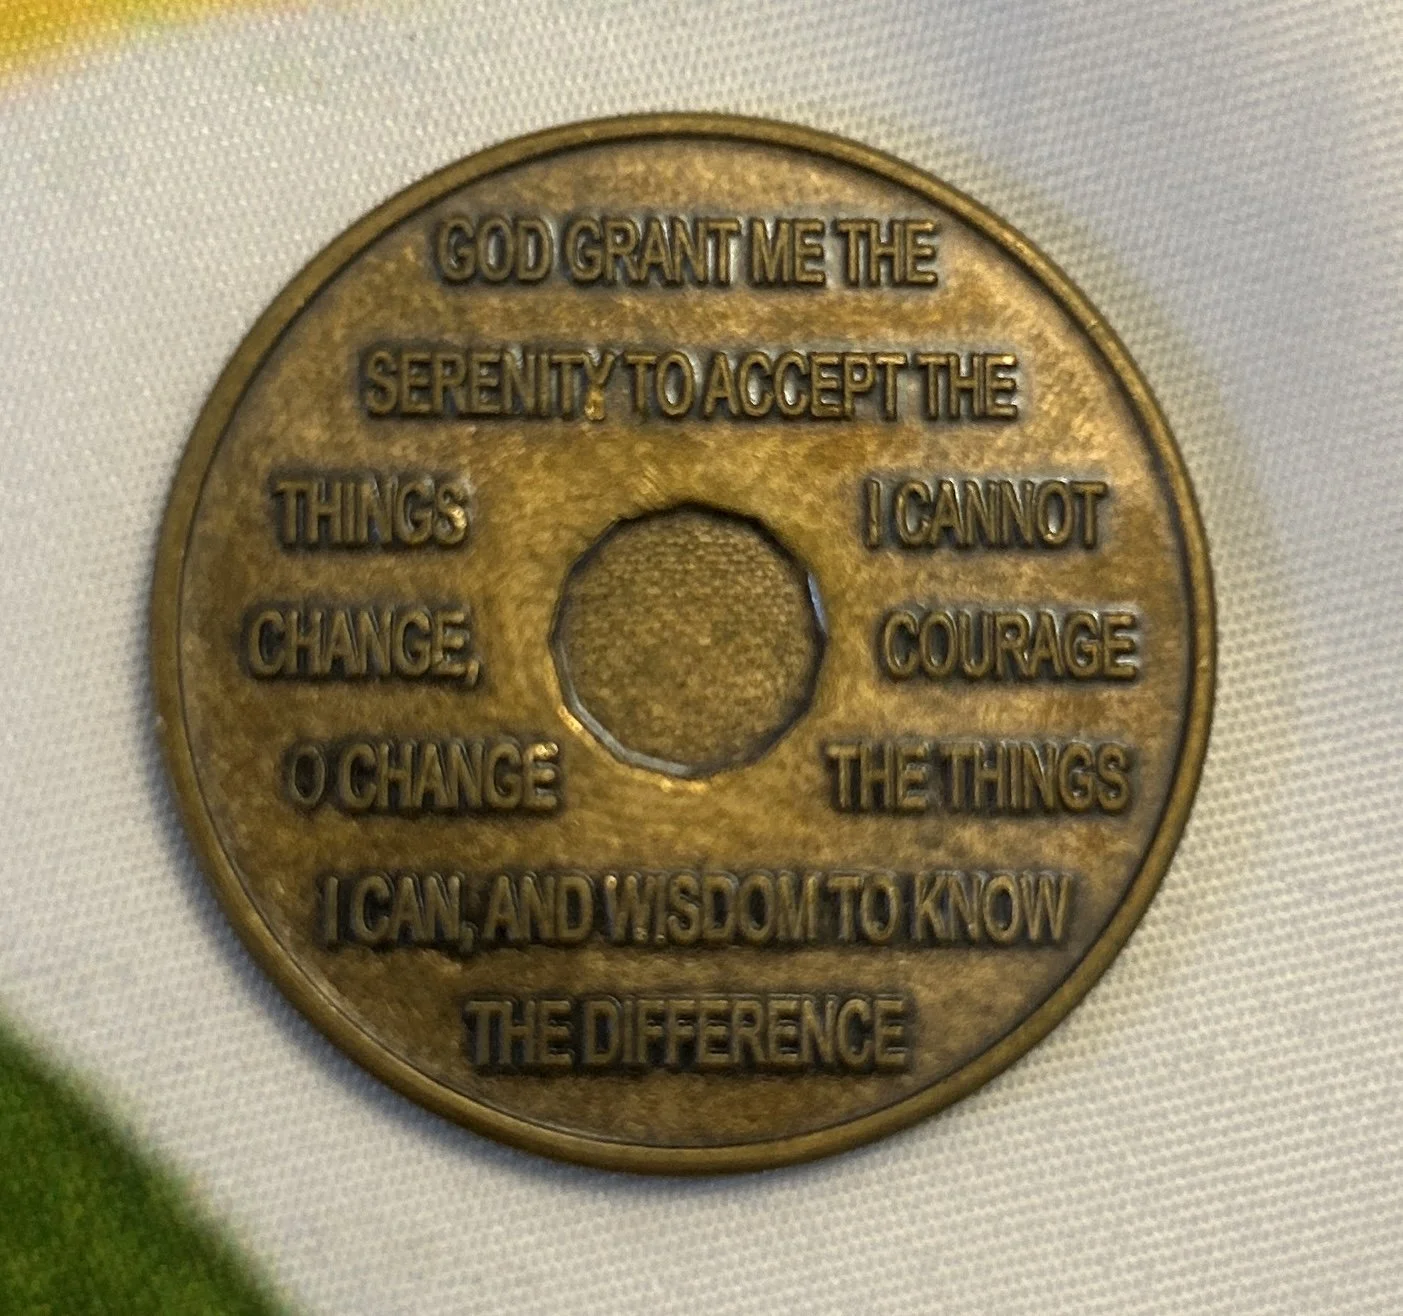 GOD GRANT ME THE
SERENITY TO ACCEPT THE
THINGS I CANNOT
CHANGE, COURAGE
O CHANGE THE THINGS
I CAN, AND WISDOM TO KNOW
THE DIFFERENCE